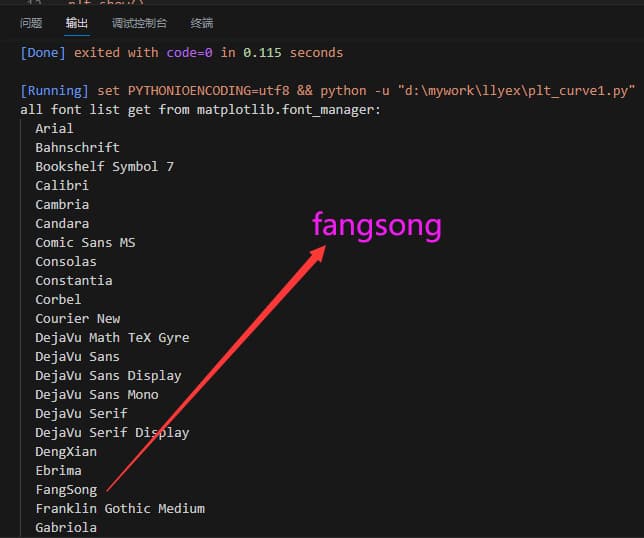 12 plt.show()
问题 输出 调试控制台 终端
[Done] exited with code=0 in 0.115 seconds
[Running] set PYTHONIOENCODING=utf8 && python -u "d:\mywork\llyex\plt_curve1.py"
all font list get from matplotlib.font_manager:
Arial
Bahnschrift
Bookshelf Symbol 7
Calibri
Cambria
Candara
fangsong
Comic Sans MS
Consolas
Constantia
Corbel
Courier New
DejaVu Math TeX Gyre
DejaVu Sans
DejaVu Sans Display
DejaVu Sans Mono
DejaVu Serif
DejaVu Serif Display
DengXian
Ebrima
FangSong
Franklin Gothic Medium
Gabriola